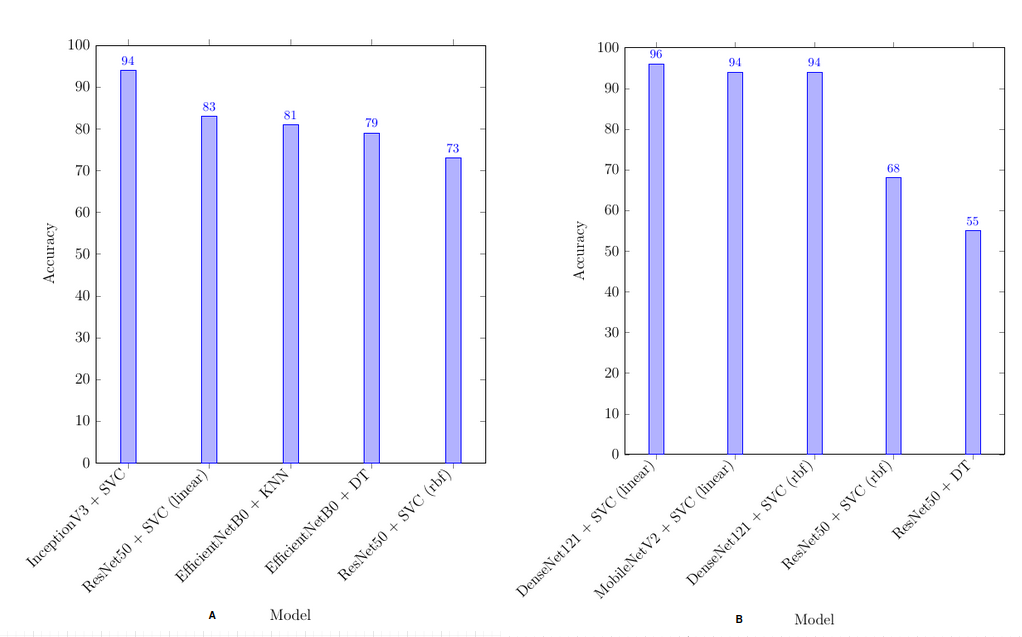 100
90
80
70
60
50
40
30
20
10
0
Accuracy
94
83
81
79
73
InceptionV3 + SVC
ResNet50 + SVC (linear)
EfficientNetB0 + KNN
EfficientNetB0 + DT
ResNet50 + SVC (rbf)
A
Model
100
90
80
70
60
50
40
30
20
10
0
Accuracy
96
94
94
68
55
DenseNet121 + SVC (linear)
MobileNetV2 + SVC (linear)
DenseNet121 + SVC (rbf)
ResNet50 + SVC (rbf)
ResNet50 + DT
B
Model